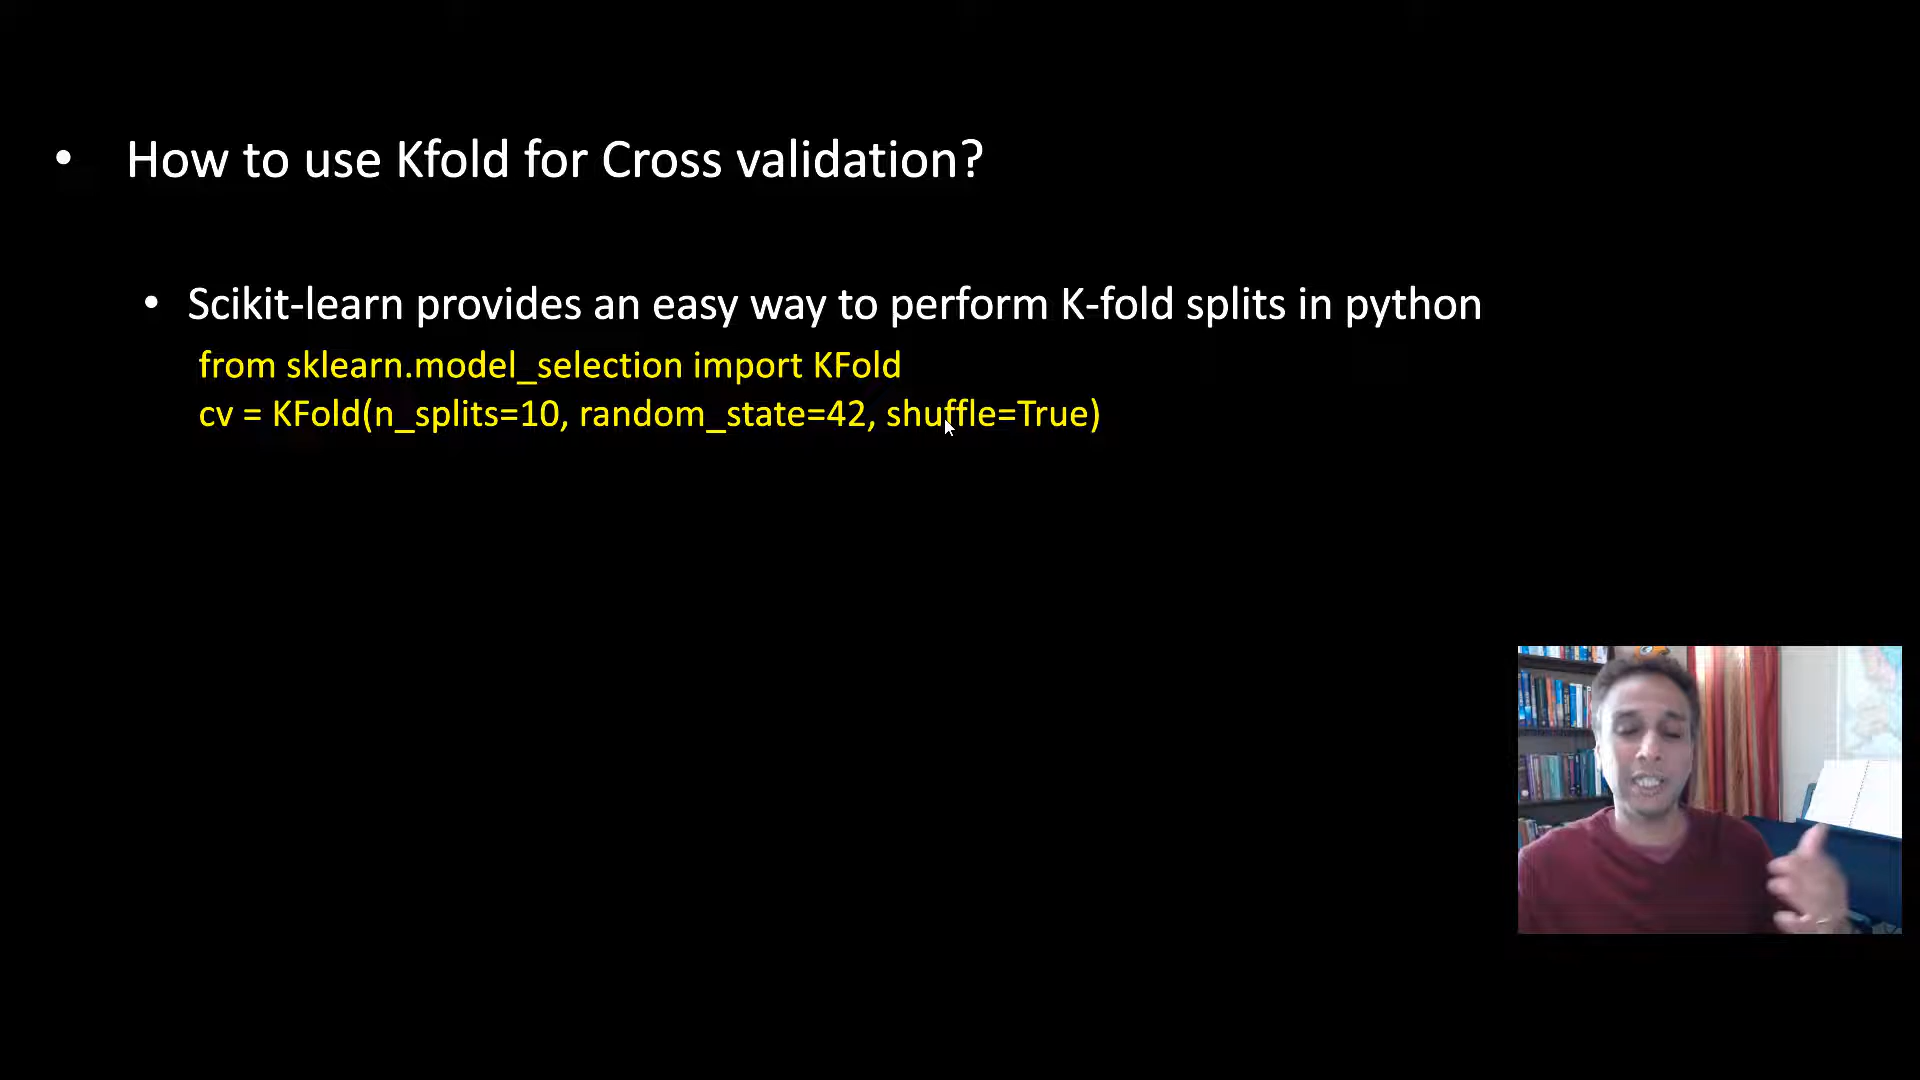 • How to use Kfold for Cross validation?
• Scikit-learn provides an easy way to perform K-fold splits in python
from sklearn.model_selection import KFold
cv = KFold(n_splits=10, random_state=42, shuffle=True)